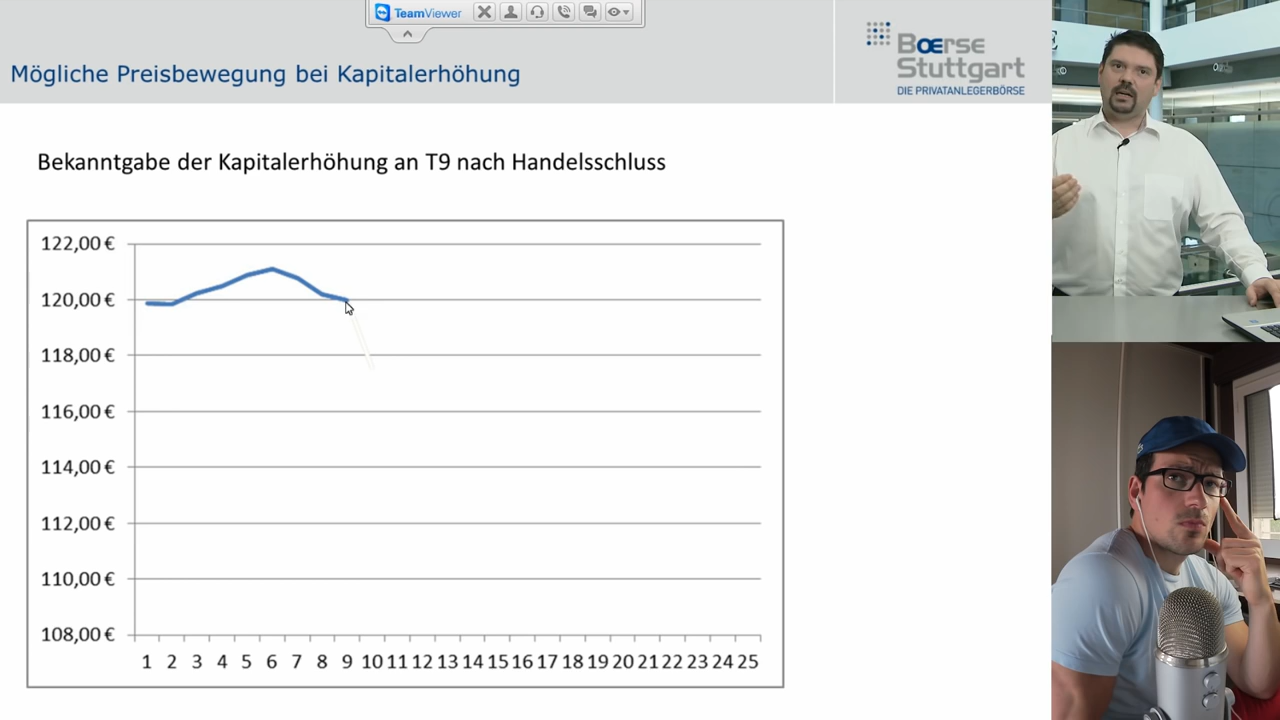 TeamViewer
Mögliche Preisbewegung bei Kapitalerhöhung
Boerse
Stuttgart
DIE PRIVATANLEGERBÖRSE
Bekanntgabe der Kapitalerhöhung an T9 nach Handelsschluss
122,00 €
120,00 €
118,00 €
116,00 €
114,00 €
112,00 €
110,00 €
108,00 €
1 2 3 4 5 6 7 8 9 10 11 12 13 14 15 16 17 18 19 20 21 22 23 24 25